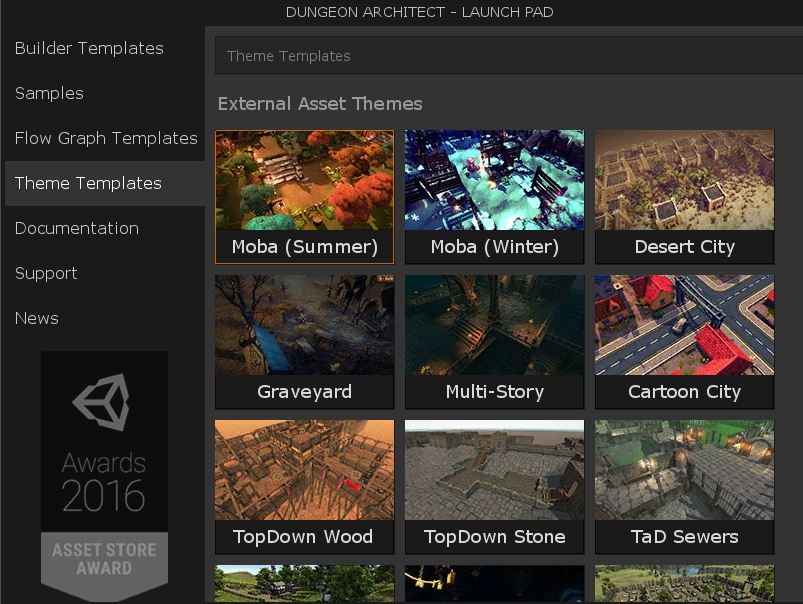 DUNGEON ARCHITECT - LAUNCH PAD
Builder Templates
Samples
Flow Graph Templates
Theme Templates
Documentation
Support
News
Awards
2016
ASSET STORE
AWARD
Theme Templates
External Asset Themes
Moba (Summer)
Moba (Winter)
Desert City
Graveyard
Multi-Story
Cartoon City
TopDown Wood
TopDown Stone
TaD Sewers